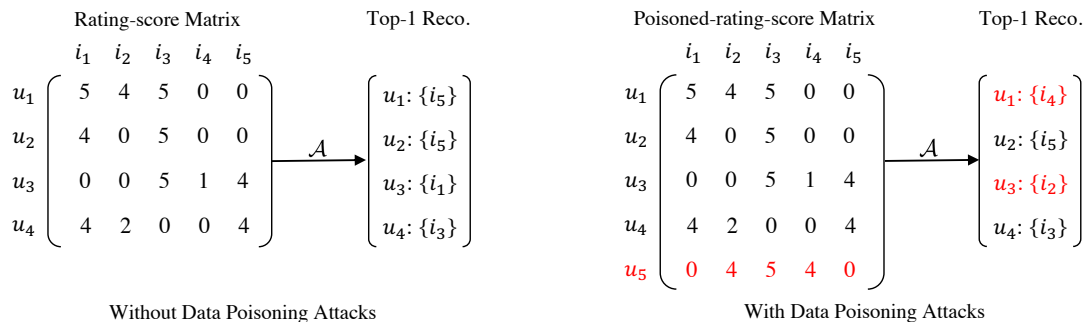 Rating-score Matrix
Top-1 Reco.
i₁ i₂ i₃ i₄ i₅
u₁ 5 4 5 0 0
u₂ 4 0 5 0 0
u₃ 0 0 5 1 4
u₄ 4 2 0 0 4
𝒜
u₁: {i₅}
u₂: {i₅}
u₃: {i₁}
u₄: {i₃}
Without Data Poisoning Attacks
Poisoned-rating-score Matrix
Top-1 Reco.
i₁ i₂ i₃ i₄ i₅
u₁ 5 4 5 0 0
u₂ 4 0 5 0 0
u₃ 0 0 5 1 4
u₄ 4 2 0 0 4
u₅ 0 4 5 4 0
𝒜
u₁: {i₄}
u₂: {i₅}
u₃: {i₂}
u₄: {i₃}
With Data Poisoning Attacks